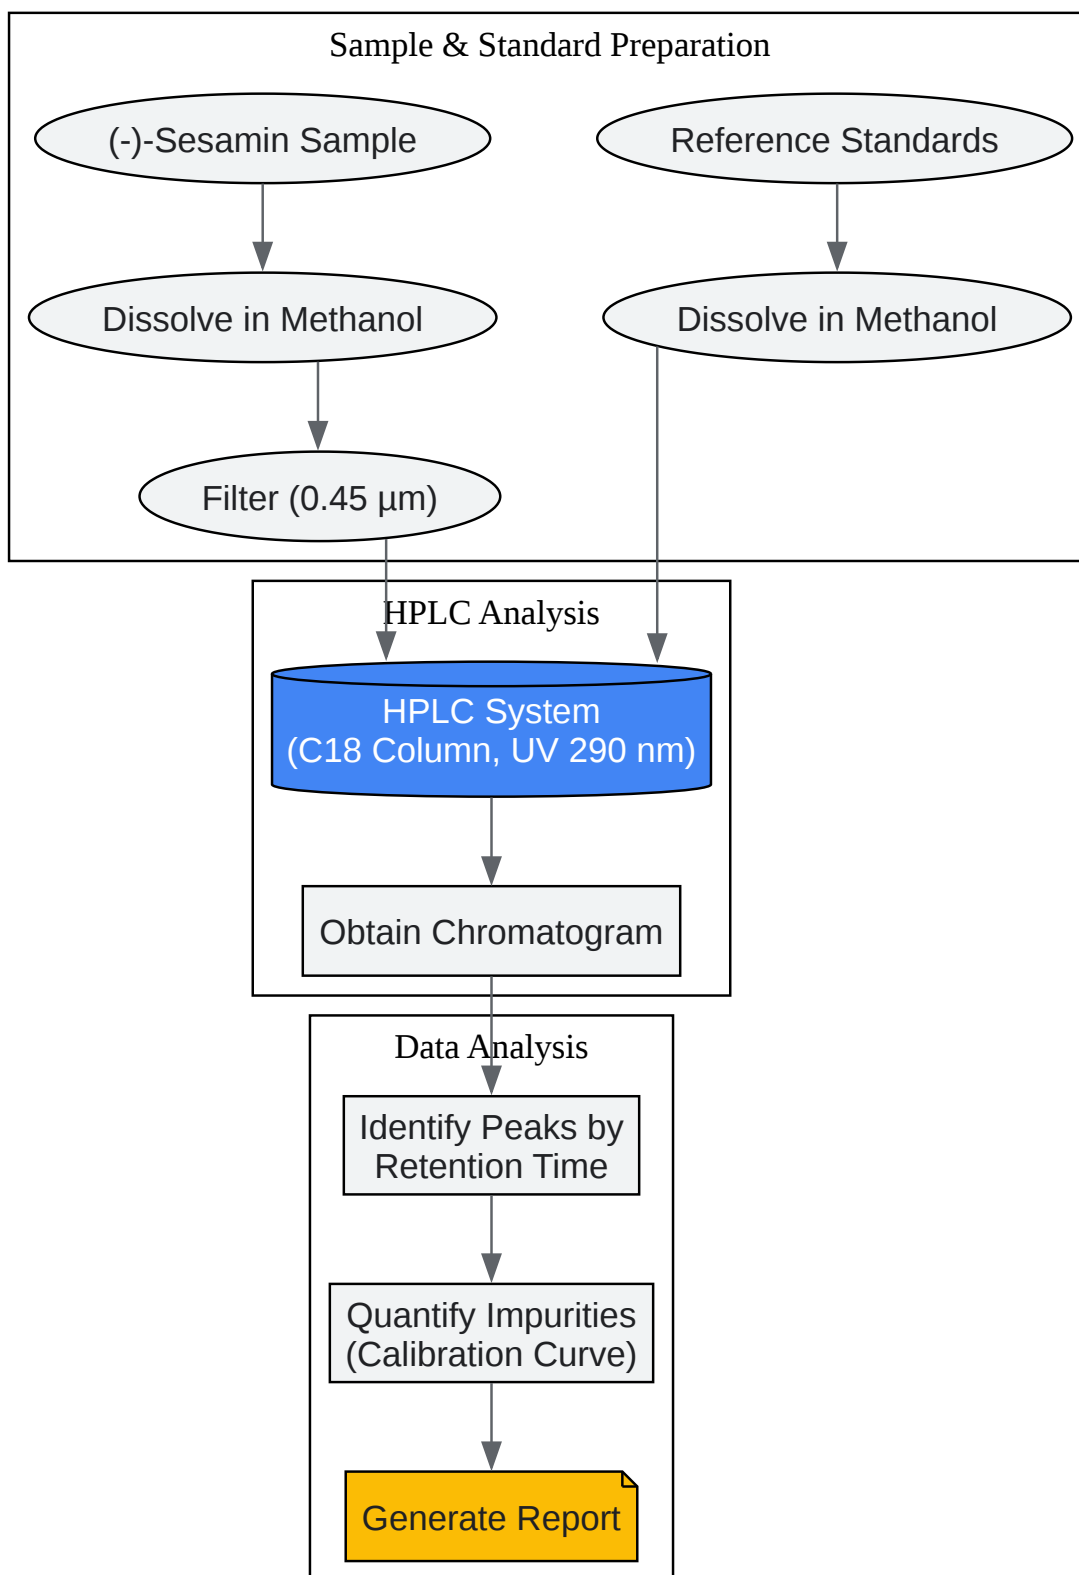 Sample & Standard Preparation
(-)-Sesamin Sample
Reference Standards
Dissolve in Methanol
Dissolve in Methanol
Filter (0.45 µm)
HPLC Analysis
HPLC System
(C18 Column, UV 290 nm)
Obtain Chromatogram
Data Analysis
Identify Peaks by
Retention Time
Quantify Impurities
(Calibration Curve)
Generate Report